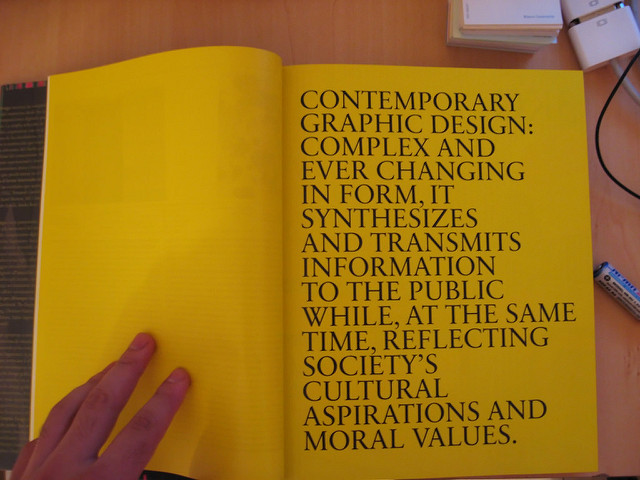 CONTEMPORARY
GRAPHIC DESIGN:
COMPLEX AND
EVER CHANGING
IN FORM, IT
SYNTHESIZES
AND TRANSMITS
INFORMATION
TO THE PUBLIC
WHILE, AT THE SAME
TIME, REFLECTING
SOCIETY'S
CULTURAL
ASPIRATIONS AND
MORAL VALUES.